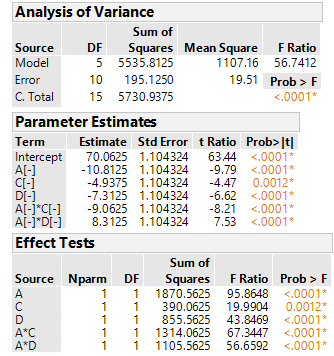 Analysis of Variance
Sum of
Source DF Squares Mean Square F Ratio
Model 5 5535.8125 1107.16 56.7412
Error 10 195.1250 19.51 Prob > F
C. Total 15 5730.9375 <.0001*
Parameter Estimates
Term Estimate Std Error t Ratio Prob>|t|
Intercept 70.0625 1.104324 63.44 <.0001*
A[-] -10.8125 1.104324 -9.79 <.0001*
C[-] -4.9375 1.104324 -4.47 0.0012*
D[-] -7.3125 1.104324 -6.62 <.0001*
A[-]*C[-] -9.0625 1.104324 -8.21 <.0001*
A[-]*D[-] 8.3125 1.104324 7.53 <.0001*
Effect Tests
Sum of
Source Nparm DF Squares F Ratio Prob > F
A 1 1 1870.5625 95.8648 <.0001*
C 1 1 390.0625 19.9904 0.0012*
D 1 1 855.5625 43.8469 <.0001*
A*C 1 1 1314.0625 67.3447 <.0001*
A*D 1 1 1105.5625 56.6592 <.0001*